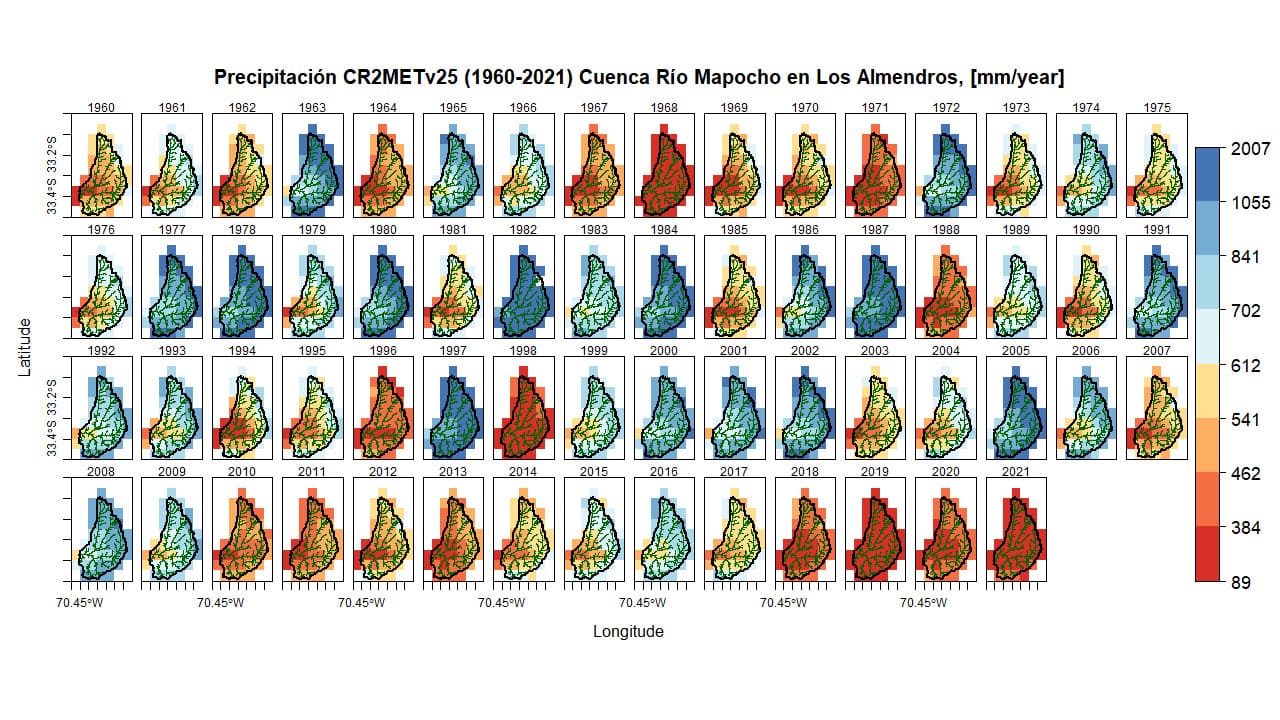 Precipitación CR2METv25 (1960-2021) Cuenca Río Mapocho en Los Almendros, [mm/year]
1960 1961 1962 1963 1964 1965 1966 1967 1968 1969 1970 1971 1972 1973 1974 1975
33.4°S 33.2°S
1976 1977 1978 1979 1980 1981 1982 1983 1984 1985 1986 1987 1988 1989 1990 1991
Latitude
1992 1993 1994 1995 1996 1997 1998 1999 2000 2001 2002 2003 2004 2005 2006 2007
33.4°S 33.2°S
2008 2009 2010 2011 2012 2013 2014 2015 2016 2017 2018 2019 2020 2021
70.45°W 70.45°W 70.45°W 70.45°W 70.45°W 70.45°W 70.45°W
Longitude
2007
1055
841
702
612
541
462
384
89